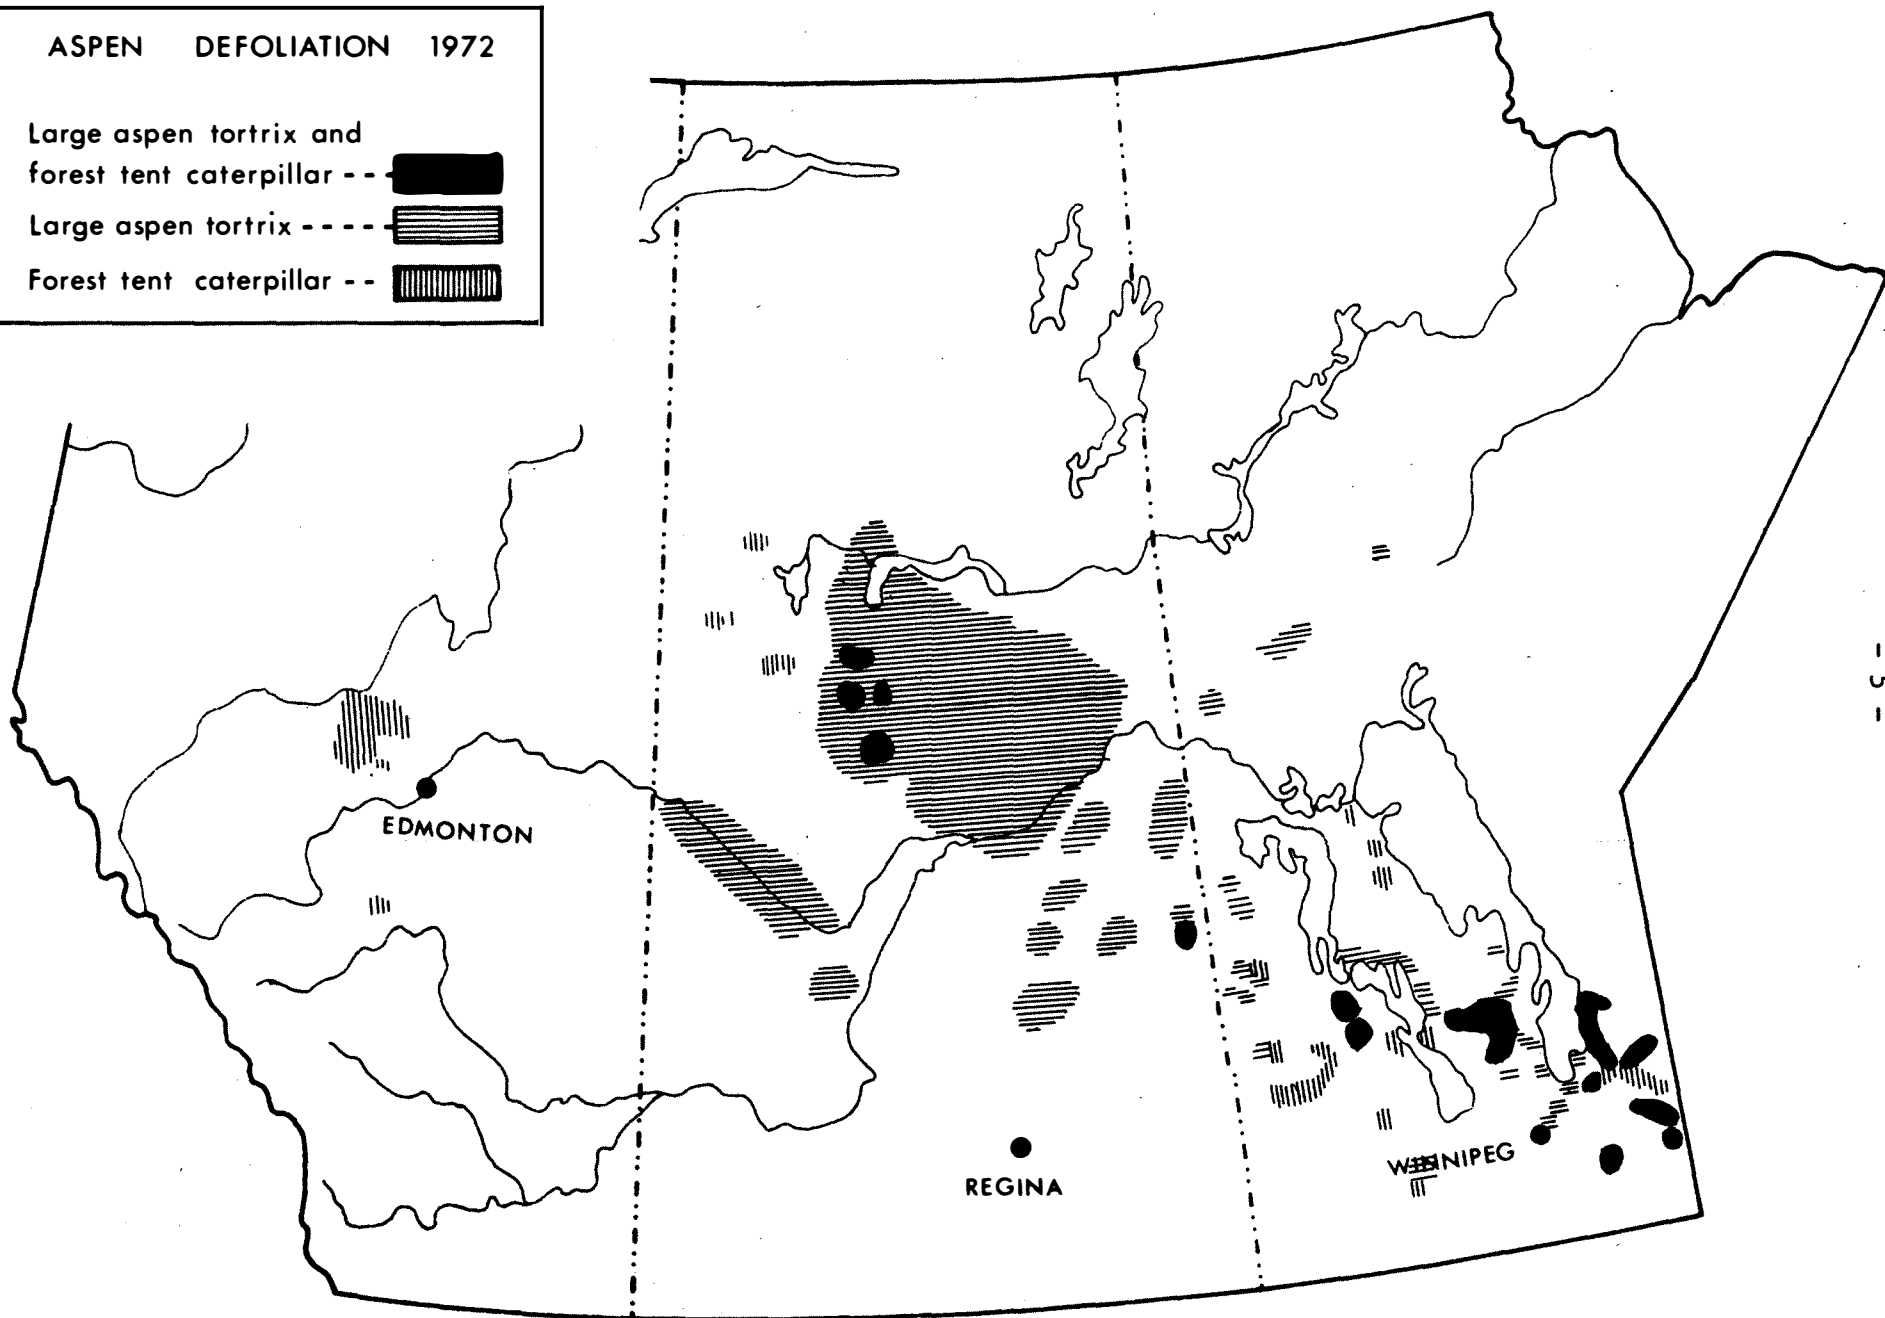 ASPEN DEFOLIATION 1972
Large aspen tortrix and
forest tent caterpillar ---
Large aspen tortrix -----
Forest tent caterpillar --
EDMONTON
REGINA
WINNIPEG